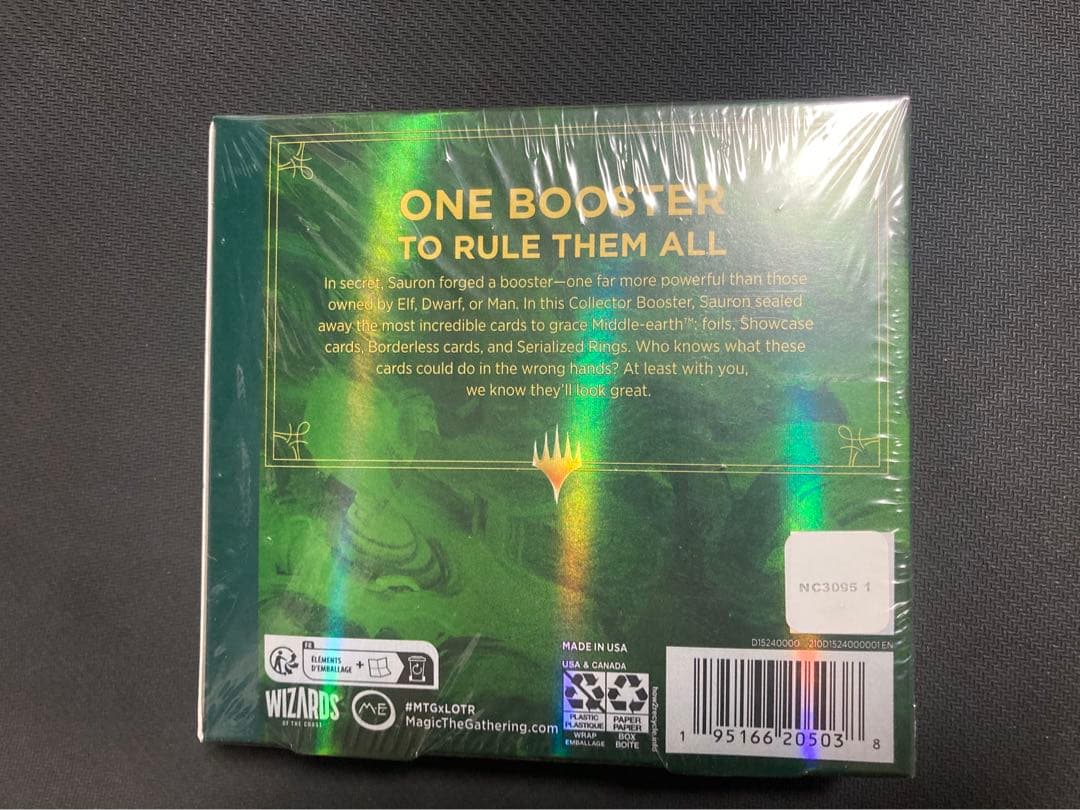 ONE BOOSTER
TO RULE THEM ALL
In secret, Sauron forged a booster—one far more powerful than those
owned by Elf, Dwarf, or Man. In this Collector Booster, Sauron sealed
away the most incredible cards to grace Middle-earth™: foils, Showcase
cards, Borderless cards, and Serialized Rings. Who knows what these
cards could do in the wrong hands? At least with you,
we know they'll look great.
NC3095 1
D15240000 210D1524000001EN
MADE IN USA
USA & CANADA
FR
ÉLÉMENTS
D'EMBALLAGE +
PLASTIC
PLASTIQUE
PAPER
PAPIER
WRAP
EMBALLAGE
BOX
BOÎTE
how2recycle.info
WIZARDS
OF THE COAST
M-E
#MTGxLOTR
MagicTheGathering.com
1 95166 20503 8